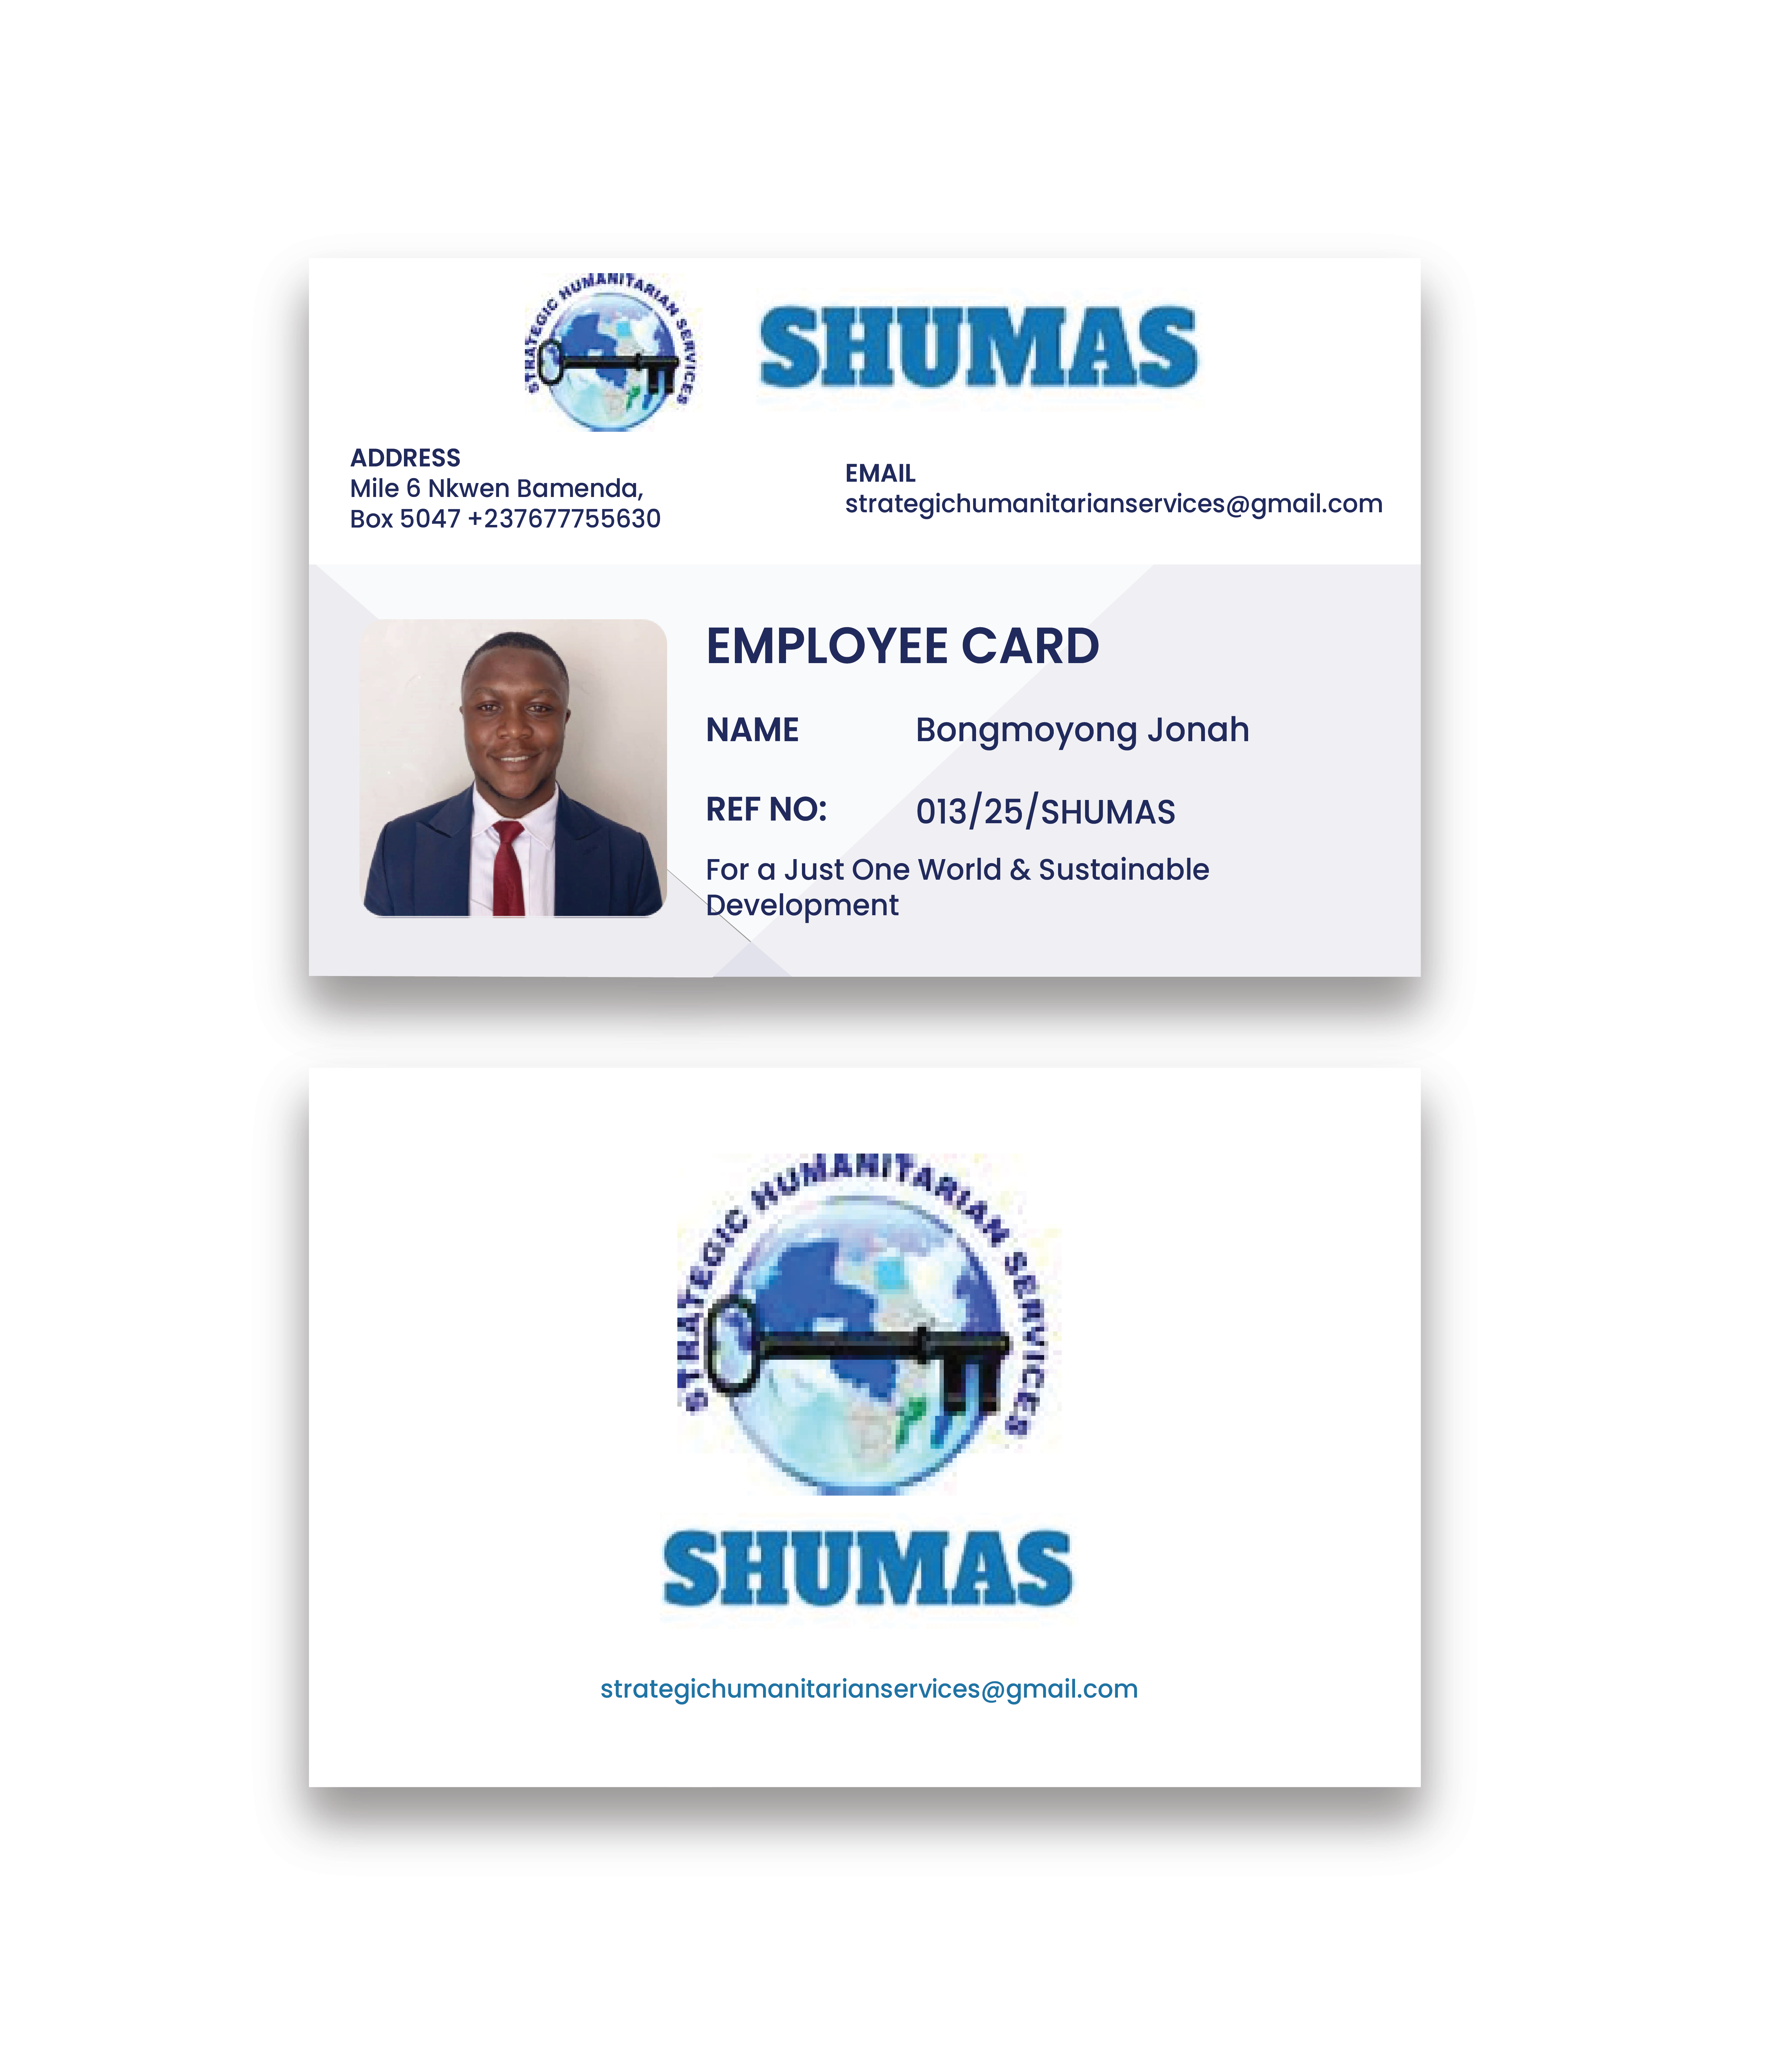 STRATEGIC HUMANITARIAN SERVICES
SHUMAS
ADDRESS
Mile 6 Nkwen Bamenda,
Box 5047 +237677755630
EMAIL
strategichumanitarianservices@gmail.com
EMPLOYEE CARD
NAME Bongmoyong Jonah
REF NO: 013/25/SHUMAS
For a Just One World & Sustainable
Development
STRATEGIC HUMANITARIAN SERVICES
SHUMAS
strategichumanitarianservices@gmail.com